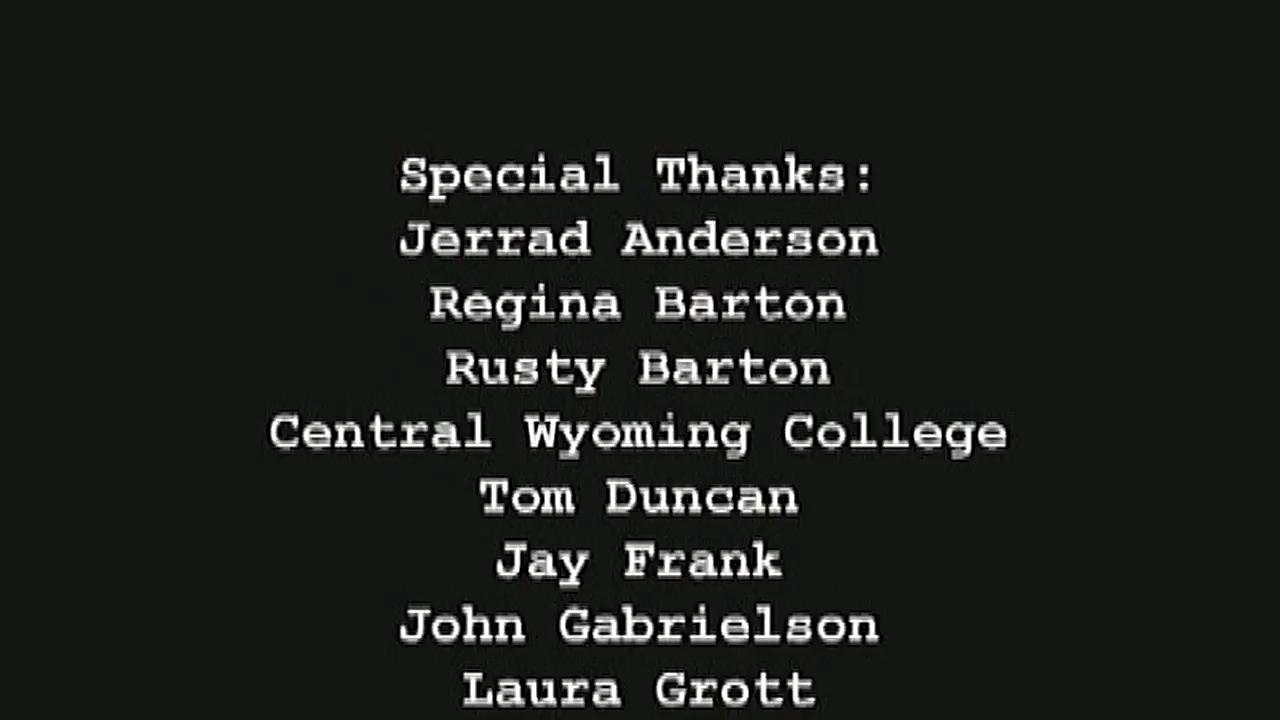 Special Thanks:
Jerrad Anderson
Regina Barton
Rusty Barton
Central Wyoming College
Tom Duncan
Jay Frank
John Gabrielson
Laura Grott